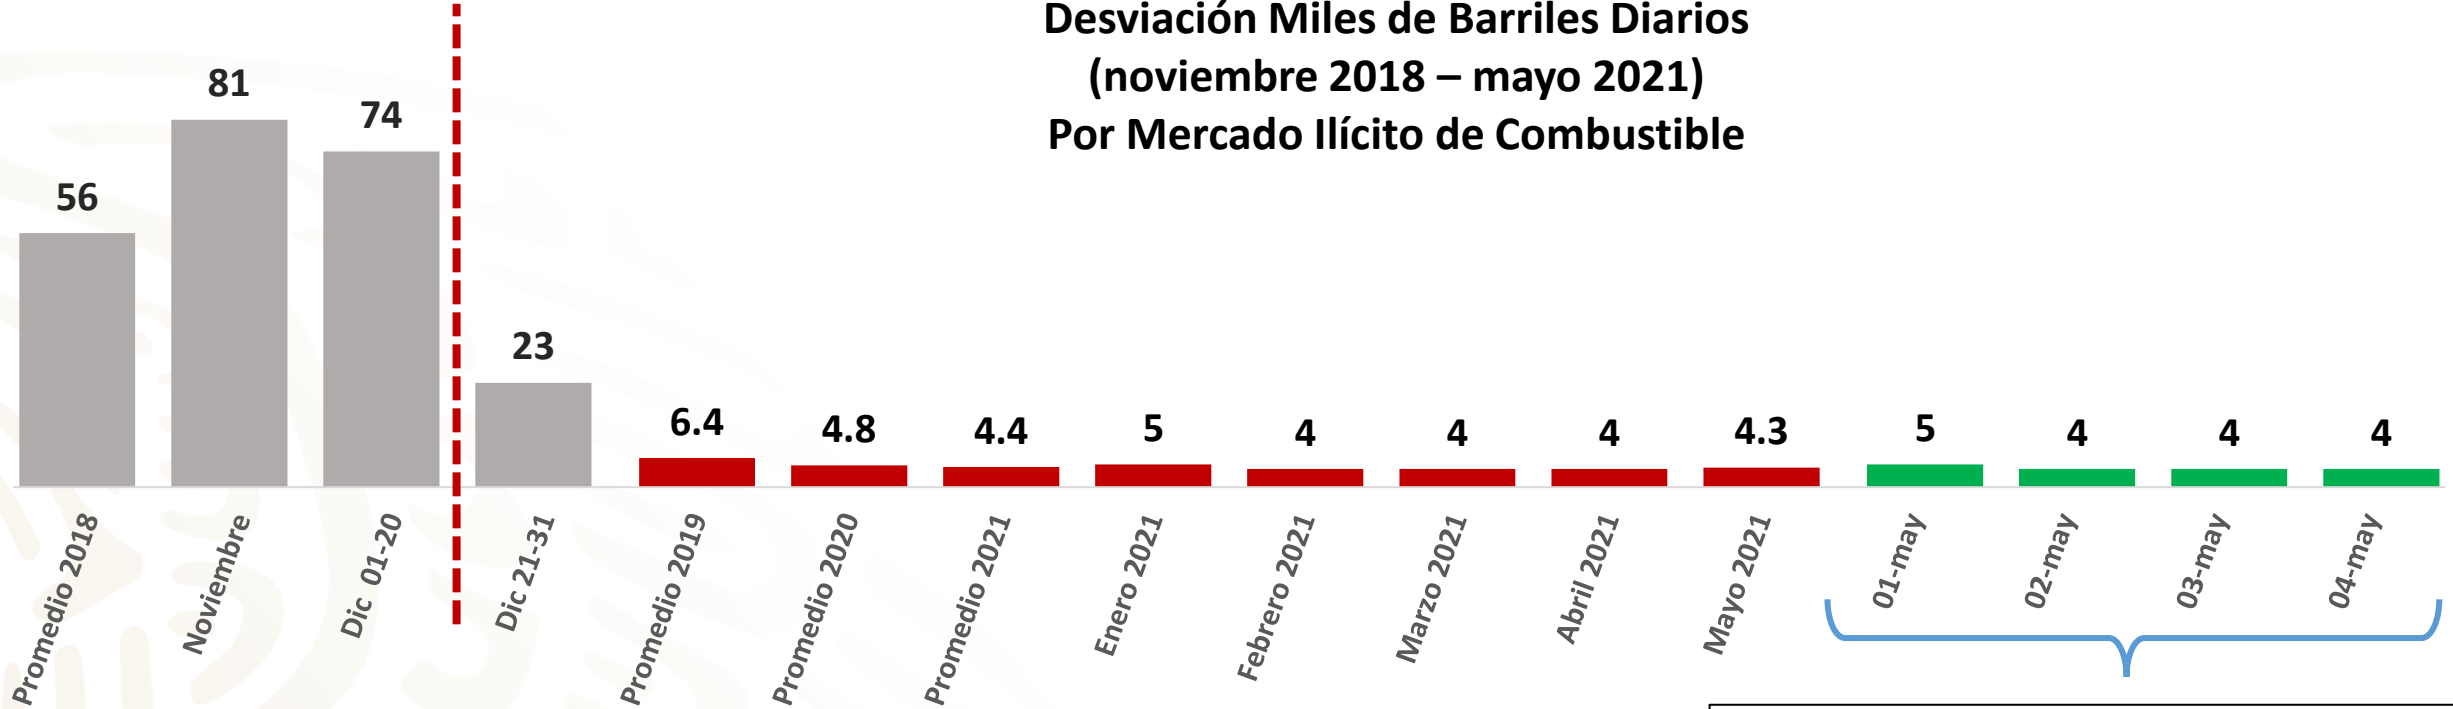 Desviación Miles de Barriles Diarios
(noviembre 2018 – mayo 2021)
Por Mercado Ilícito de Combustible
56
81
74
23
6.4
4.8
4.4
5
4
4
4
4.3
5
4
4
4
Promedio 2018
Noviembre
Dic 01-20
Dic 21-31
Promedio 2019
Promedio 2020
Promedio 2021
Enero 2021
Febrero 2021
Marzo 2021
Abril 2021
Mayo 2021
01-may
02-may
03-may
04-may